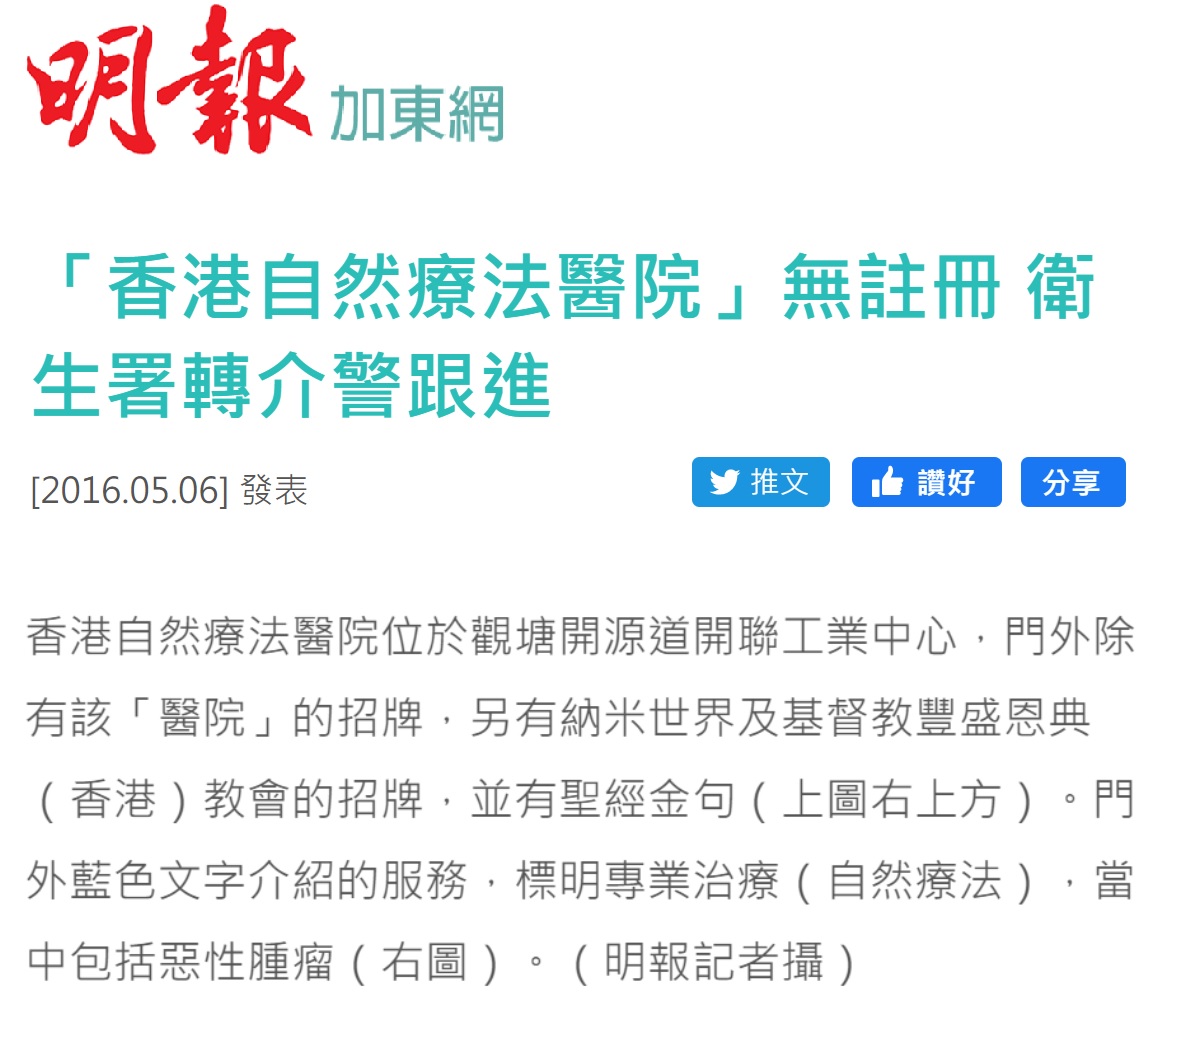 明報 加東網
「香港自然療法醫院」無註冊 衛
生署轉介警跟進
[2016.05.06] 發表
推文 讚好 分享
香港自然療法醫院位於觀塘開源道開聯工業中心，門外除
有該「醫院」的招牌，另有納米世界及基督教豐盛恩典
（香港）教會的招牌，並有聖經金句（上圖右上方）。門
外藍色文字介紹的服務，標明專業治療（自然療法），當
中包括惡性腫瘤（右圖）。（明報記者攝）